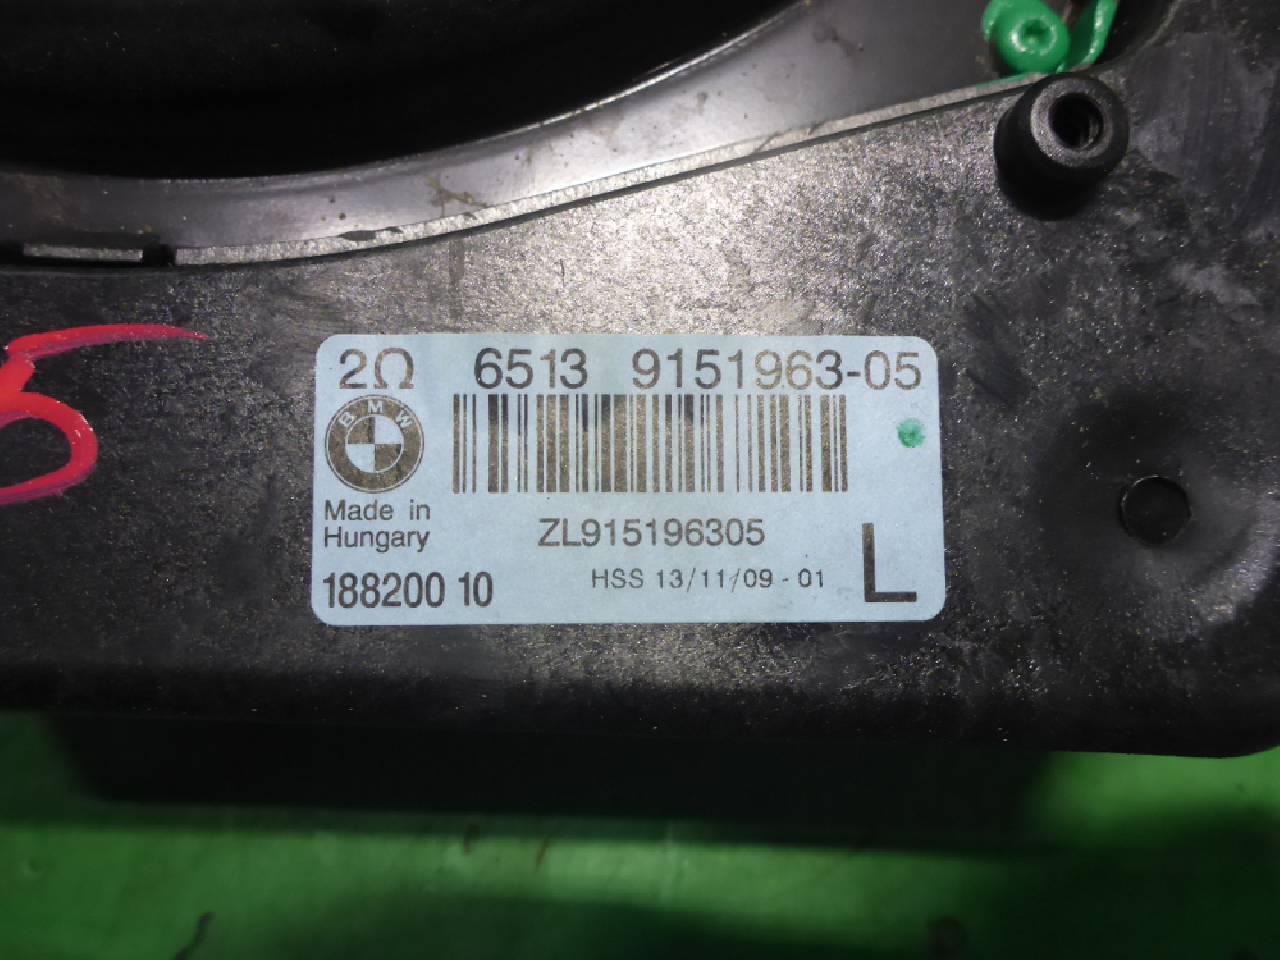 2Ω 6513 9151963-05
BMW
Made in
Hungary
ZL915196305
188200 10
HSS 13/11/09 - 01
L